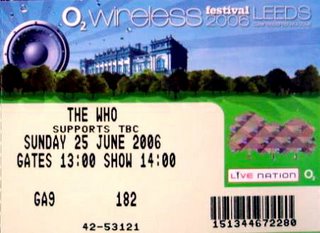 O2 wireless festival 2006 LEEDS
THE WHO
SUPPORTS TBC
SUNDAY 25 JUNE 2006
GATES 13:00 SHOW 14:00
GA9 182
42-53121
LIVE NATION O2
151344672280